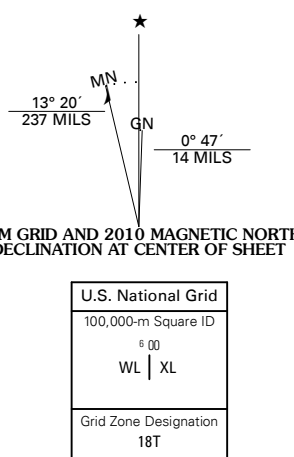 ★
MN
13° 20´
237 MILS
GN
0° 47´
14 MILS
M GRID AND 2010 MAGNETIC NORTH
DECLINATION AT CENTER OF SHEET
U.S. National Grid
100,000-m Square ID
6 00
WL | XL
Grid Zone Designation
18T